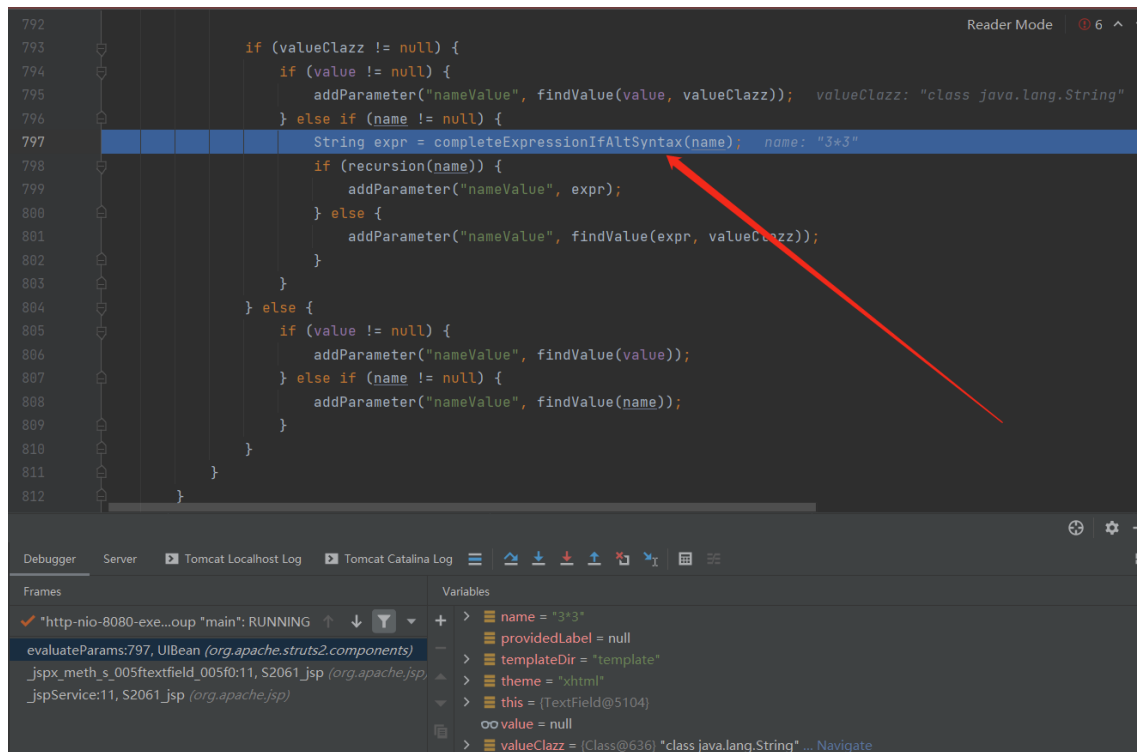 792
Reader Mode 6
793 if (valueClazz != null) {
794 if (value != null) {
795 addParameter("nameValue", findValue(value, valueClazz)); valueClazz: "class java.lang.String"
796 } else if (name != null) {
797 String expr = completeExpressionIfAltSyntax(name); name: "3*3"
798 if (recursion(name)) {
799 addParameter("nameValue", expr);
800 } else {
801 addParameter("nameValue", findValue(expr, valueClazz));
802 }
803 }
804 } else {
805 if (value != null) {
806 addParameter("nameValue", findValue(value));
807 } else if (name != null) {
808 addParameter("nameValue", findValue(name));
809 }
810 }
811 }
812 }
Debugger Server Tomcat Localhost Log Tomcat Catalina Log
Frames
"http-nio-8080-exe...oup "main": RUNNING
evaluateParams:797, UIBean (org.apache.struts2.components)
_jspx_meth_s_005ftextfield_005f0:11, S2061_jsp (org.apache.jsp)
_jspService:11, S2061_jsp (org.apache.jsp)
Variables
name = "3*3"
providedLabel = null
templateDir = "template"
theme = "xhtml"
this = {TextField@5104}
value = null
valueClazz = {Class@636} "class java.lang.String" ... Navigate